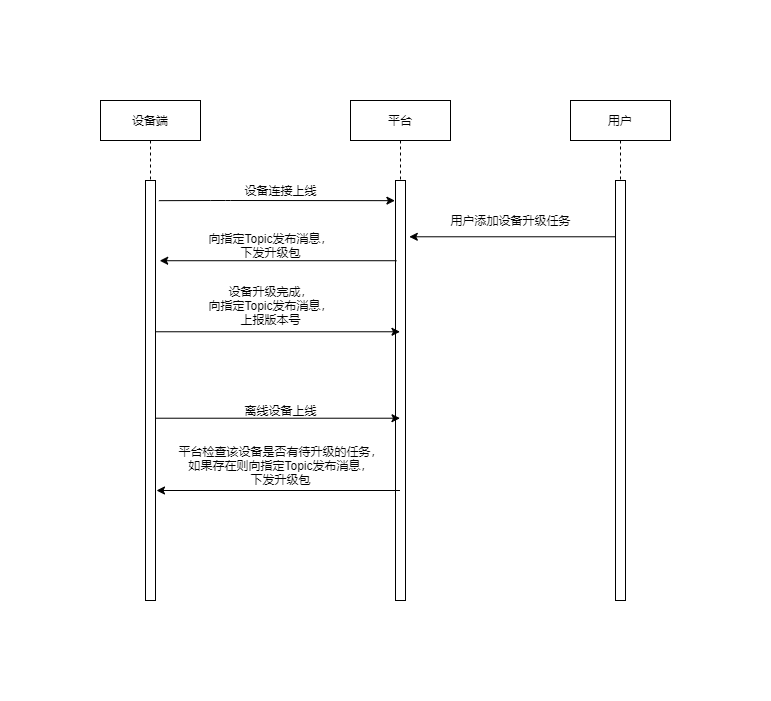 设备端
平台
用户
设备连接上线
用户添加设备升级任务
向指定Topic发布消息，
下发升级包
设备升级完成，
向指定Topic发布消息，
上报版本号
离线设备上线
平台检查该设备是否有待升级的任务，
如果存在则向指定Topic发布消息，
下发升级包